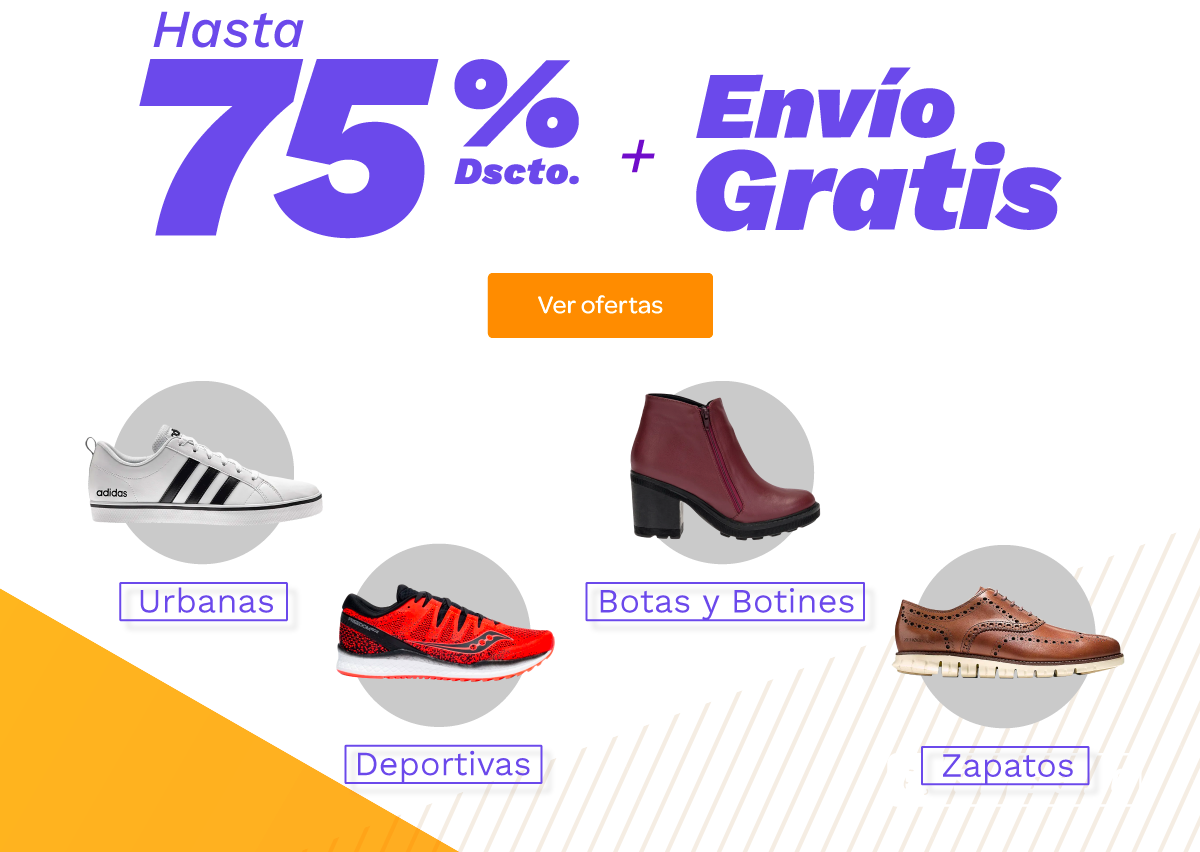 Hasta
75%
Dscto.
+
Envío
Gratis
Ver ofertas
adidas
Urbanas
Botas y Botines
Deportivas
Zapatos